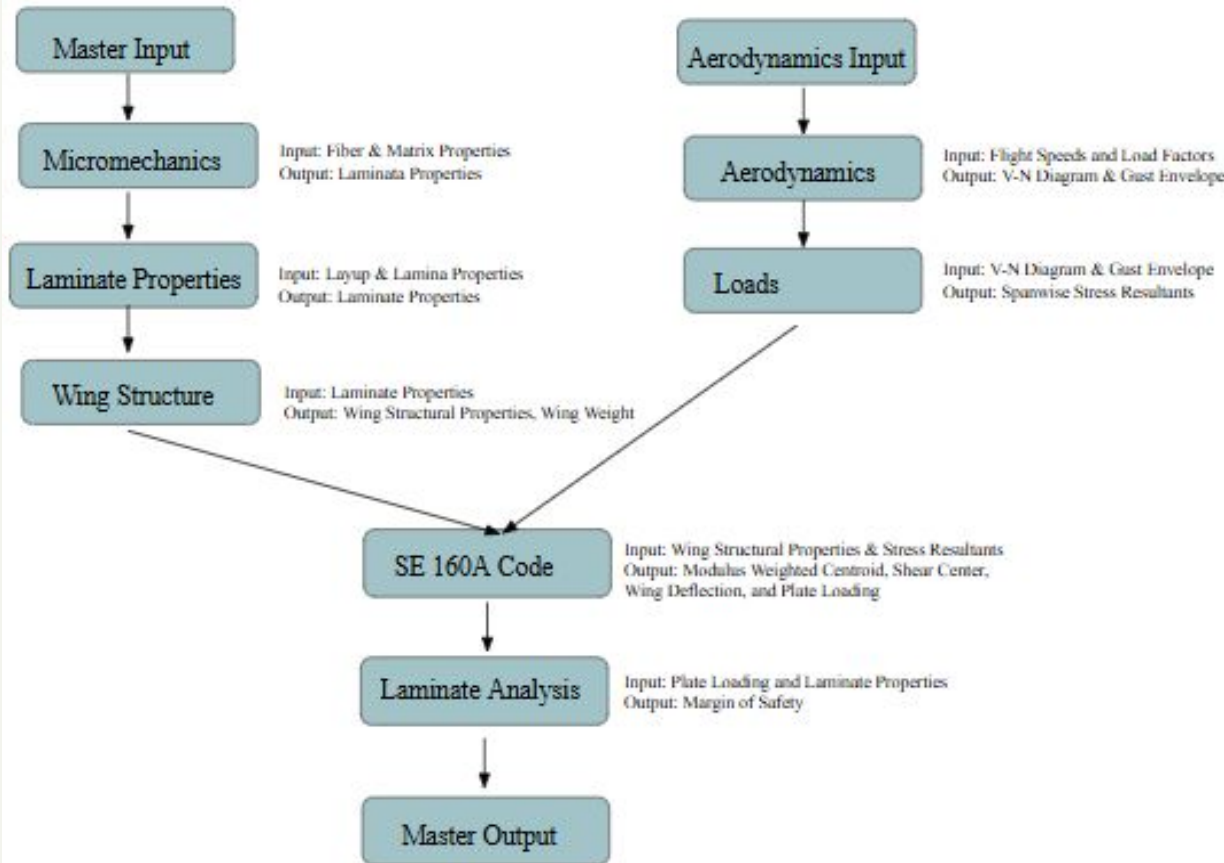 Master Input
Aerodynamics Input
Micromechanics
Input: Fiber & Matrix Properties
Output: Laminata Properties
Aerodynamics
Input: Flight Speeds and Load Factors
Output: V-N Diagram & Gust Envelope
Laminate Properties
Input: Layup & Lamina Properties
Output: Laminate Properties
Loads
Input: V-N Diagram & Gust Envelope
Output: Spanwise Stress Resultants
Wing Structure
Input: Laminate Properties
Output: Wing Structural Properties, Wing Weight
SE 160A Code
Input: Wing Structural Properties & Stress Resultants
Output: Modulus Weighted Centroid, Shear Center,
Wing Deflection, and Plate Loading
Laminate Analysis
Input: Plate Loading and Laminate Properties
Output: Margin of Safety
Master Output